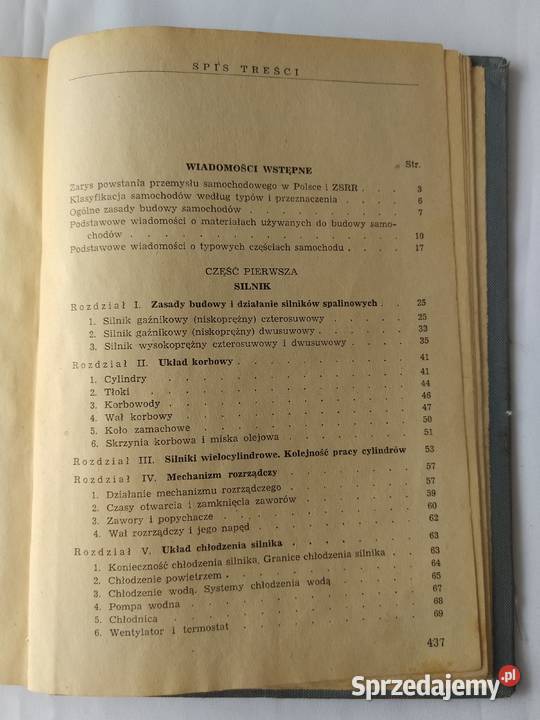 SPIS TREŚCI
Str.
WIADOMOŚCI WSTĘPNE
Zarys powstania przemysłu samochodowego w Polsce i ZSRR . . . 3
Klasyfikacja samochodów według typów i przeznaczenia . . . . 6
Ogólne zasady budowy samochodów . . . . . . . 7
Podstawowe wiadomości o materiałach używanych do budowy samo-
chodów . . . . . . . . . . . . 10
Podstawowe wiadomości o typowych częściach samochodu . . . . 17
CZĘŚĆ PIERWSZA
SILNIK
Rozdział I. Zasady budowy i działanie silników spalinowych . . 25
1. Silnik gaźnikowy (niskoprężny) czterosuwowy . . . . 25
2. Silnik gaźnikowy (niskoprężny) dwusuwowy . . . . . 33
3. Silnik wysokoprężny czterosuwowy i dwusuwowy . . . . 35
Rozdział II. Układ korbowy . . . . . . . . 41
1. Cylindry . . . . . . . . . . 41
2. Tłoki . . . . . . . . . . 44
3. Korbowody . . . . . . . . . . 46
4. Wał korbowy . . . . . . . . . 47
5. Koło zamachowe . . . . . . . . . 50
6. Skrzynia korbowa i miska olejowa . . . . . . 51
Rozdział III. Silniki wielocylindrowe. Kolejność pracy cylindrów 53
Rozdział IV. Mechanizm rozrządczy . . . . . . 57
1. Działanie mechanizmu rozrządczego . . . . . . 57
2. Czasy otwarcia i zamknięcia zaworów . . . . . 59
3. Zawory i popychacze . . . . . . . . 60
4. Wał rozrządczy i jego napęd . . . . . . . 62
Rozdział V. Układ chłodzenia silnika . . . . . . 63
1. Konieczność chłodzenia silnika. Granice chłodzenia silnika . . 63
2. Chłodzenie powietrzem . . . . . . . . 64
3. Chłodzenie wodą. Systemy chłodzenia wodą . . . . 65
4. Pompa wodna . . . . . . . . . 67
5. Chłodnica . . . . . . . . . . 68
6. Wentylator i termostat . . . . . . . . 69
437
Sprzedajemy.pl